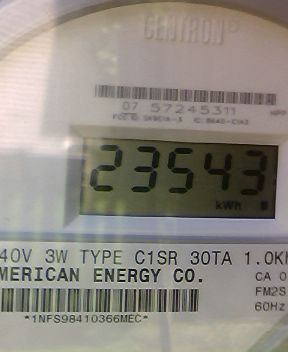 CENTRON®
07 57245311
23543
kWh
40V 3W TYPE C1SR 30TA 1.0K
MERICAN ENERGY CO.
CA 0
FM2S
60Hz
*1NFS98410366MEC*